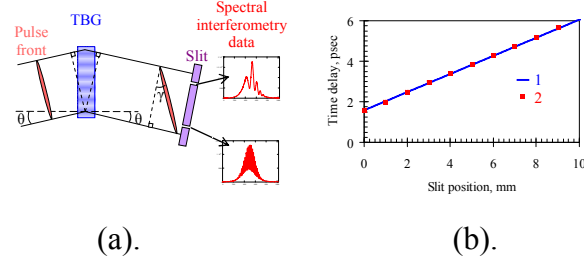 Spectral
interferometry
data
TBG
Pulse
front
Slit
γ
θ
θ
Time delay, psec
6
4
2
0
1
2
0 2 4 6 8 10
Slit position, mm
(a).
(b).